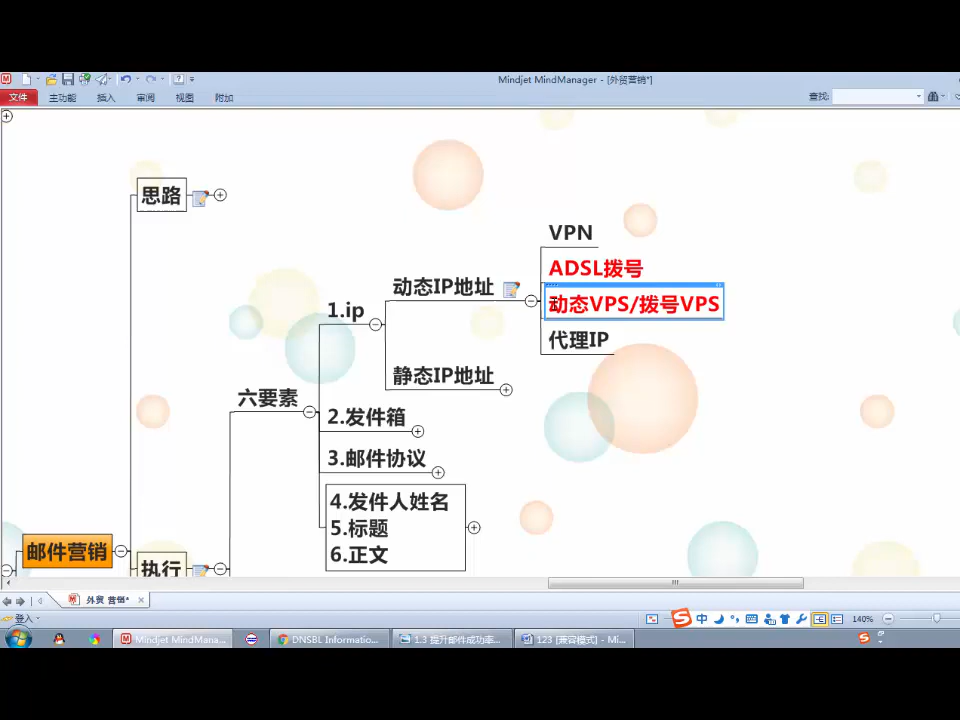 Mindjet MindManager - [外贸营销*]
文件 主功能 插入 审阅 视图 附加 查找:
思路
VPN
ADSL拨号
动态IP地址
动态VPS/拨号VPS
1.ip
代理IP
静态IP地址
六要素
2.发件箱
3.邮件协议
4.发件人姓名
5.标题
6.正文
邮件营销
执行
外贸 营销*
登入
中
140%
Mindjet MindMana...
DNSBL Informatio...
1.3 提升邮件成功率...
123 [兼容模式] - Mi...